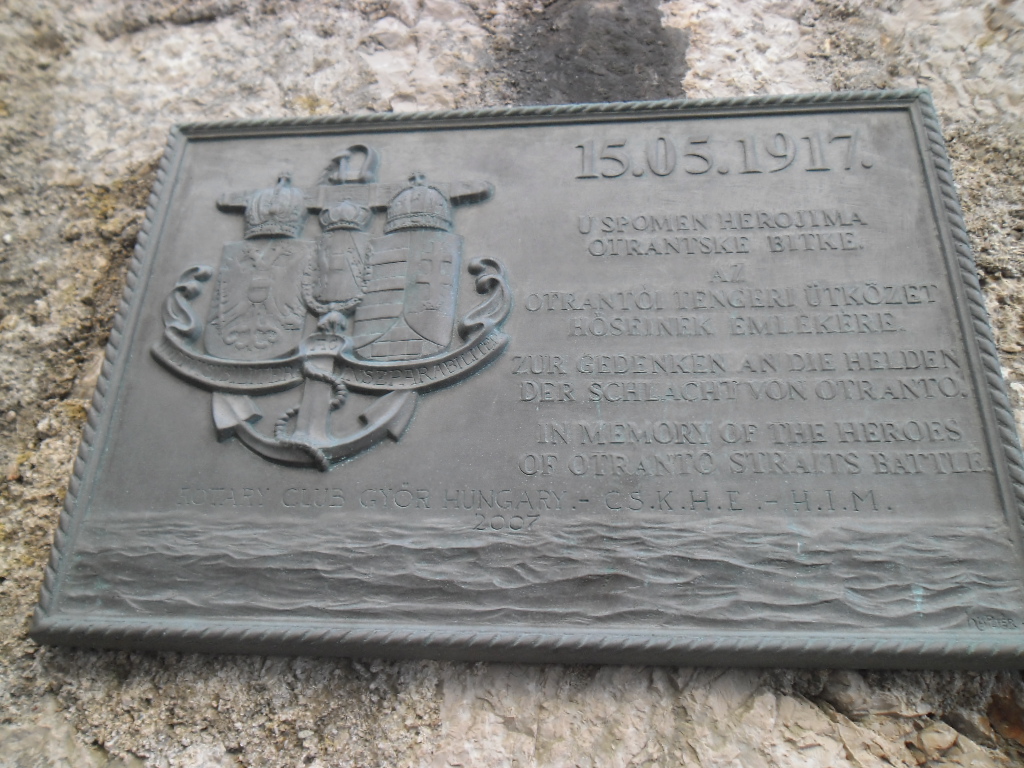 15.05.1917.
U SPOMEN HEROJIMA
OTRANTSKE BITKE.
AZ
OTRANTÓI TENGERI ÜTKÖZET
HŐSEINEK EMLÉKÉRE.
ZUR GEDENKEN AN DIE HELDEN
DER SCHLACHT VON OTRANTO.
IN MEMORY OF THE HEROES
OF OTRANTO STRAITS BATTLE.
INSEPARABILITER
ROTARY CLUB GYŐR HUNGARY.- CS.K.H.E.- H.I.M.
2007